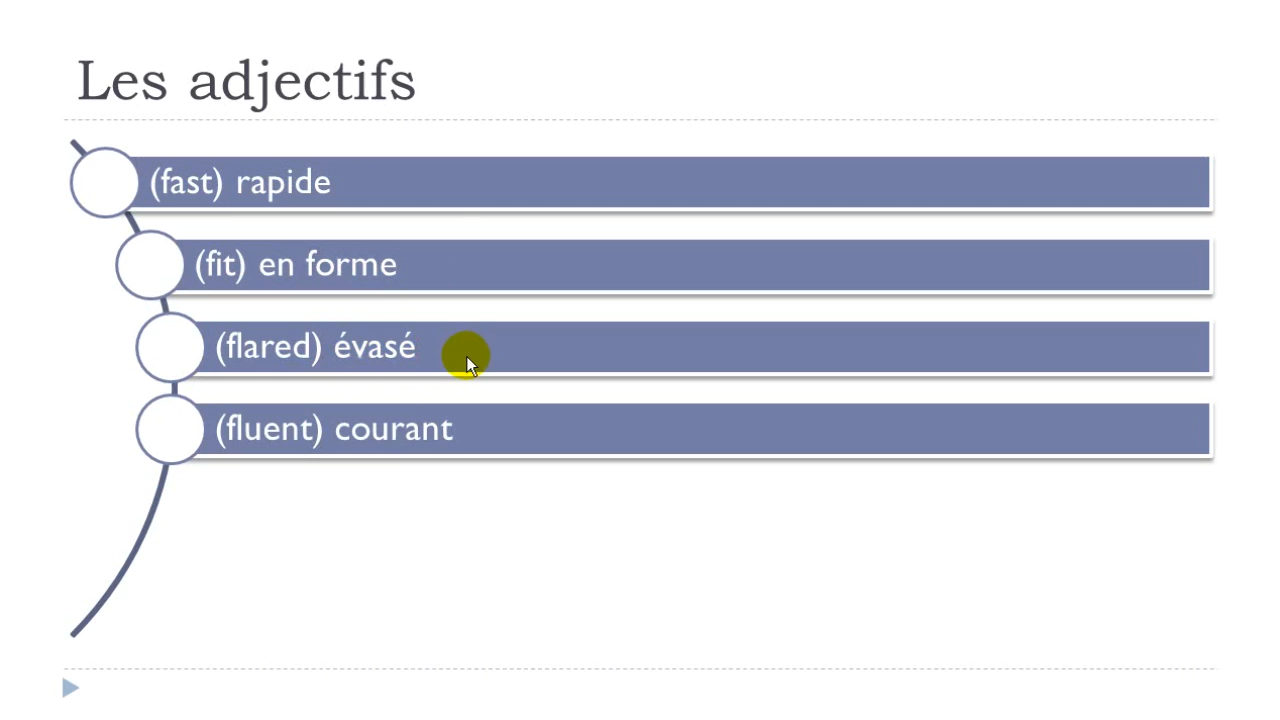 Les adjectifs
(fast) rapide
(fit) en forme
(flared) évasé
(fluent) courant